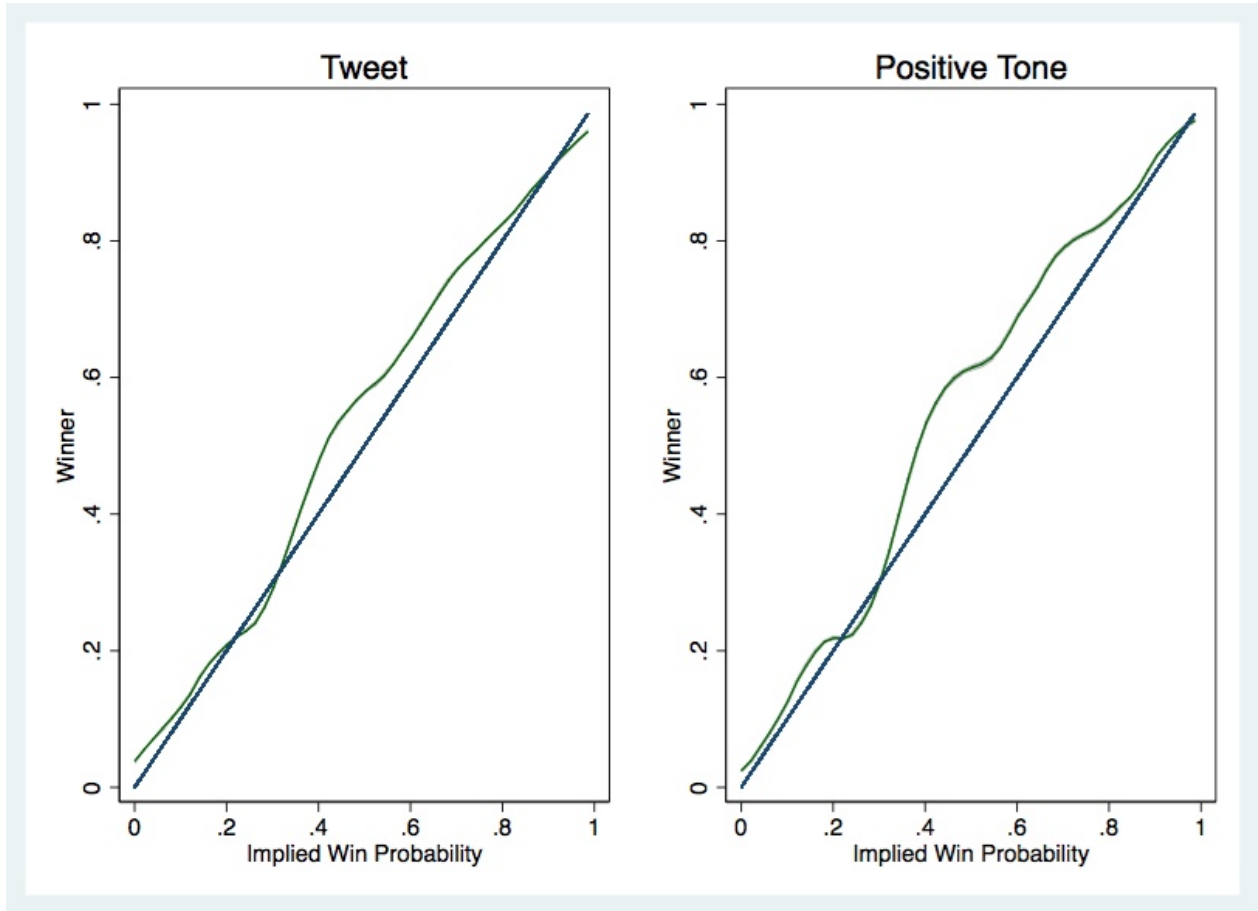 Tweet
Winner
1
.8
.6
.4
.2
0
0 .2 .4 .6 .8 1
Implied Win Probability
Positive Tone
Winner
1
.8
.6
.4
.2
0
0 .2 .4 .6 .8 1
Implied Win Probability